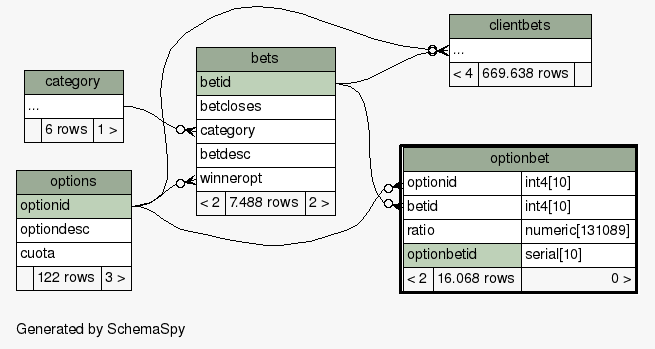 clientbets
...
< 4 669.638 rows
bets
betid
betcloses
category
betdesc
winneropt
< 2 7.488 rows 2 >
category
...
6 rows 1 >
options
optionid
optiondesc
cuota
122 rows 3 >
optionbet
optionid int4[10]
betid int4[10]
ratio numeric[131089]
optionbetid serial[10]
< 2 16.068 rows 0 >
Generated by SchemaSpy